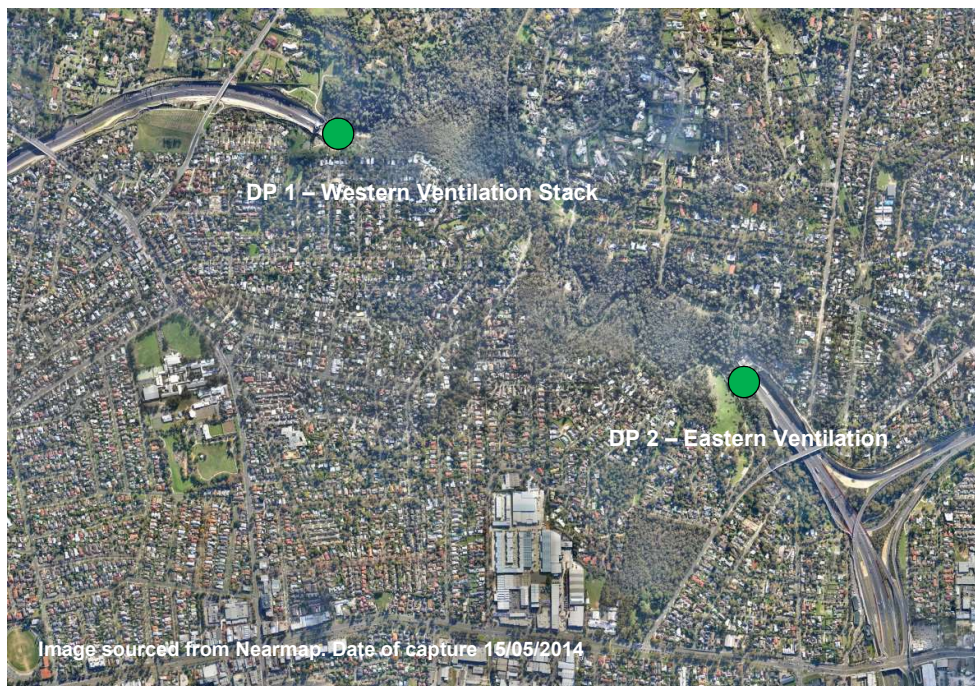 DP 1 – Western Ventilation Stack
DP 2 – Eastern Ventilation
Image sourced from Nearmap. Date of capture 15/05/2014